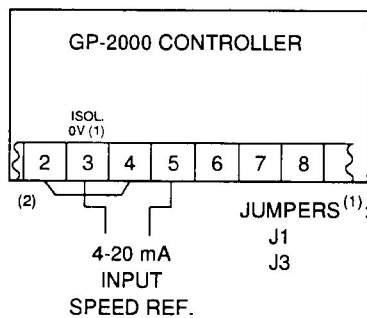 GP-2000 CONTROLLER
ISOL.
0V (1)
2 3 4 5 6 7 8
(2)
JUMPERS (1):
J1
J3
4-20 mA
INPUT
SPEED REF.